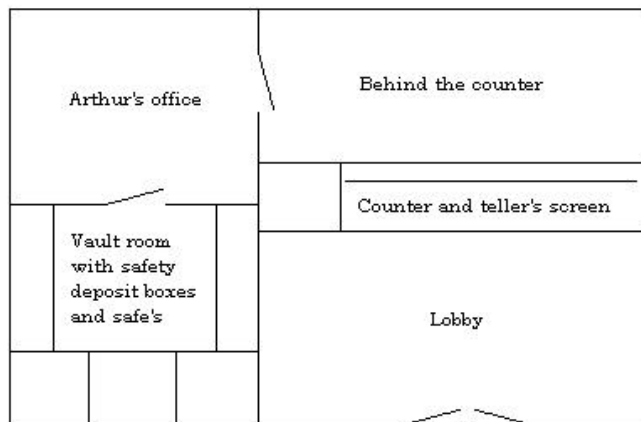 Arthur's office
Behind the counter
Counter and teller's screen
Vault room
with safety
deposit boxes
and safe's
Lobby